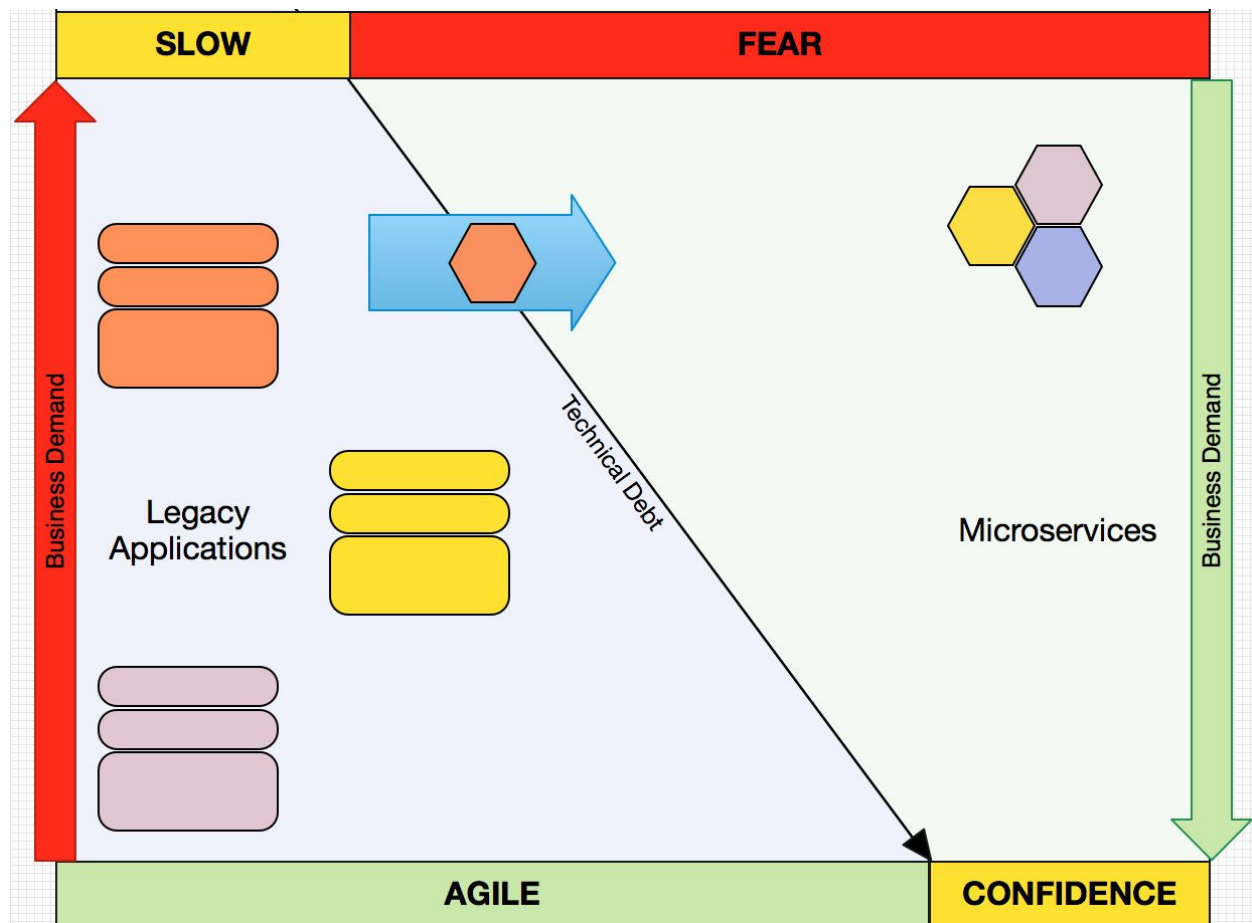 SLOW
FEAR
Business Demand
Legacy
Applications
Technical Debt
Microservices
Business Demand
AGILE
CONFIDENCE